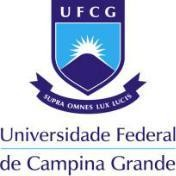 UFCG
SUPRA OMNES LUX LUCIS
Universidade Federal
de Campina Grande